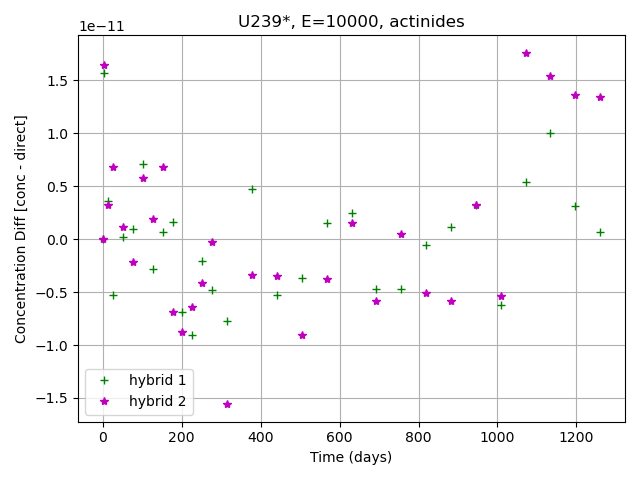 U239*, E=10000, actinides
1e−11
1.5
1.0
0.5
0.0
−0.5
−1.0
−1.5
Concentration Diff [conc - direct]
hybrid 1
hybrid 2
0 200 400 600 800 1000 1200
Time (days)